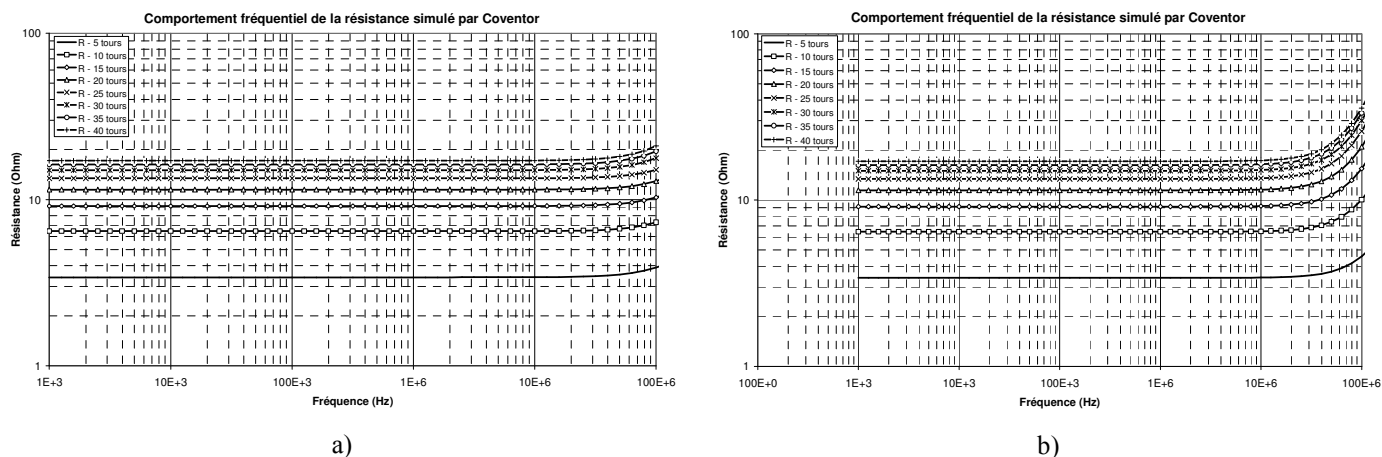 Comportement fréquentiel de la résistance simulé par Coventor
100
10
1
Résistance (Ohm)
R - 5 tours
R - 10 tours
R - 15 tours
R - 20 tours
R - 25 tours
R - 30 tours
R - 35 tours
R - 40 tours
1E+3 10E+3 100E+3 1E+6 10E+6 100E+6
Fréquence (Hz)
a)
Comportement fréquentiel de la résistance simulé par Coventor
100
10
1
Résistance (Ohm)
R - 5 tours
R - 10 tours
R - 15 tours
R - 20 tours
R - 25 tours
R - 30 tours
R - 35 tours
R - 40 tours
100E+0 1E+3 10E+3 100E+3 1E+6 10E+6 100E+6
Fréquence (Hz)
b)